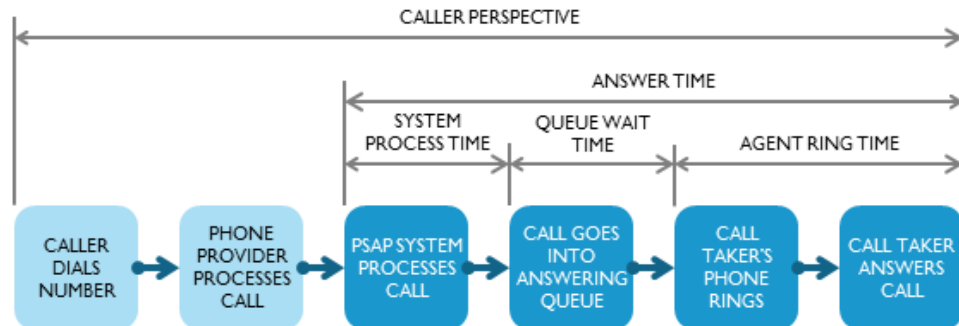 CALLER PERSPECTIVE
ANSWER TIME
SYSTEM
PROCESS TIME
QUEUE WAIT
TIME
AGENT RING TIME
CALLER
DIALS
NUMBER
PHONE
PROVIDER
PROCESSES
CALL
PSAP SYSTEM
PROCESSES
CALL
CALL GOES
INTO
ANSWERING
QUEUE
CALL
TAKER'S
PHONE
RINGS
CALL TAKER
ANSWERS
CALL